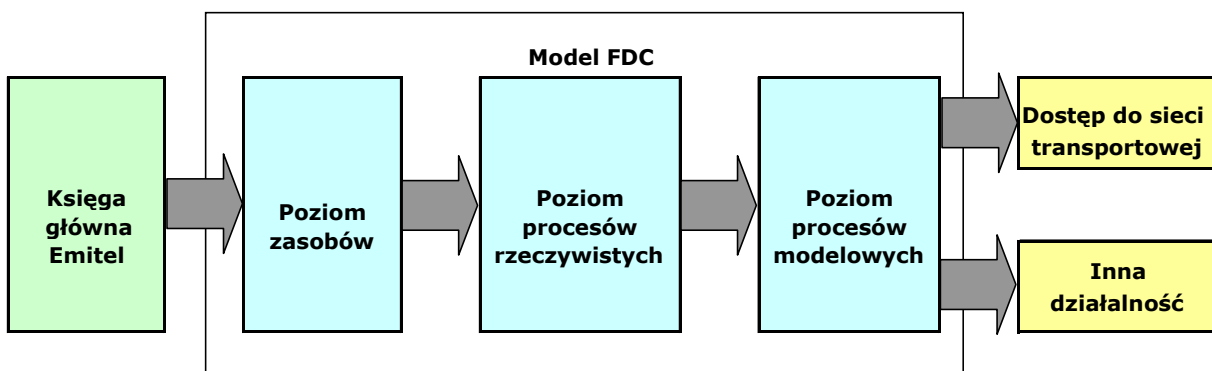 Model FDC
Księga
główna
Emitel
Poziom
zasobów
Poziom
procesów
rzeczywistych
Poziom
procesów
modelowych
Dostęp do sieci
transportowej
Inna
działalność